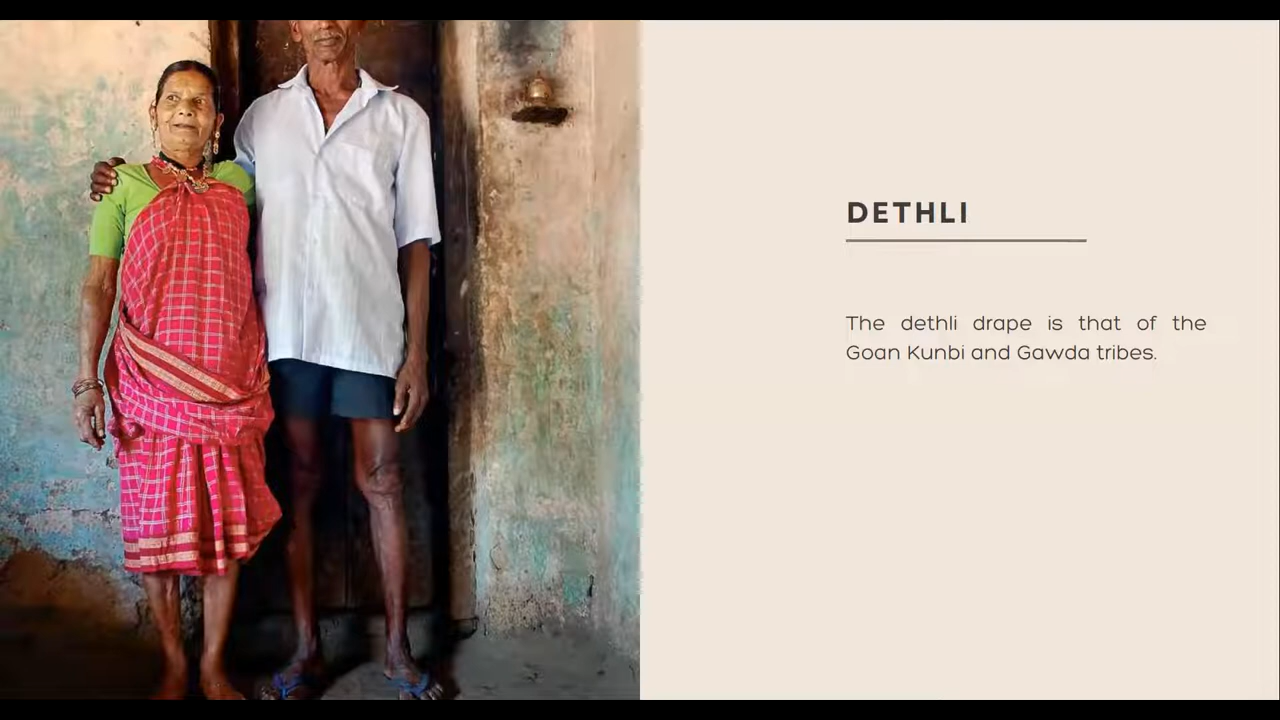 DETHLI
The dethli drape is that of the
Goan Kunbi and Gawda tribes.